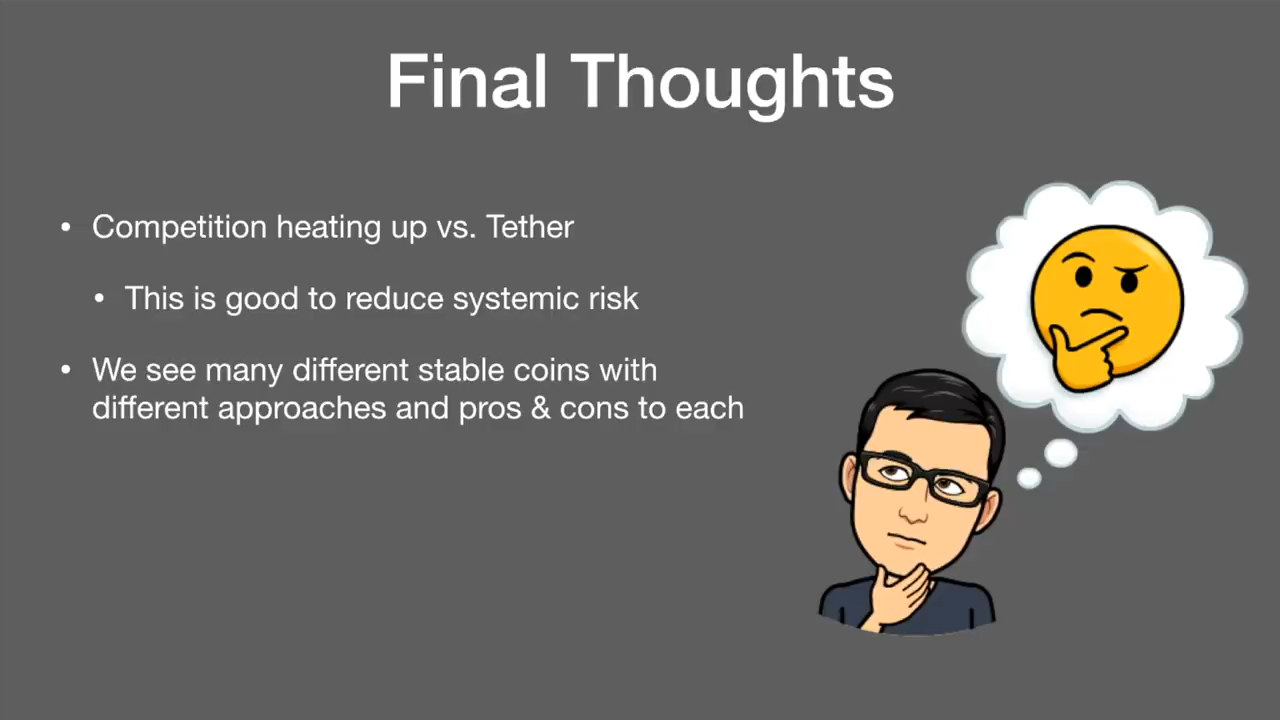 Final Thoughts
• Competition heating up vs. Tether
• This is good to reduce systemic risk
• We see many different stable coins with
different approaches and pros & cons to each